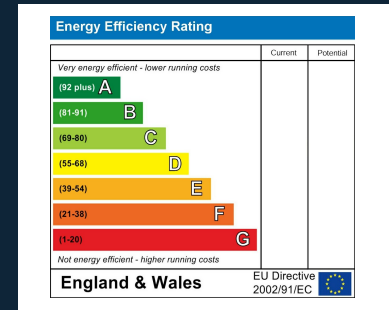 Energy Efficiency Rating
Current Potential
Very energy efficient - lower running costs
(92 plus) A
(81-91) B
(69-80) C
(55-68) D
(39-54) E
(21-38) F
(1-20) G
Not energy efficient - higher running costs
England & Wales
EU Directive
2002/91/EC